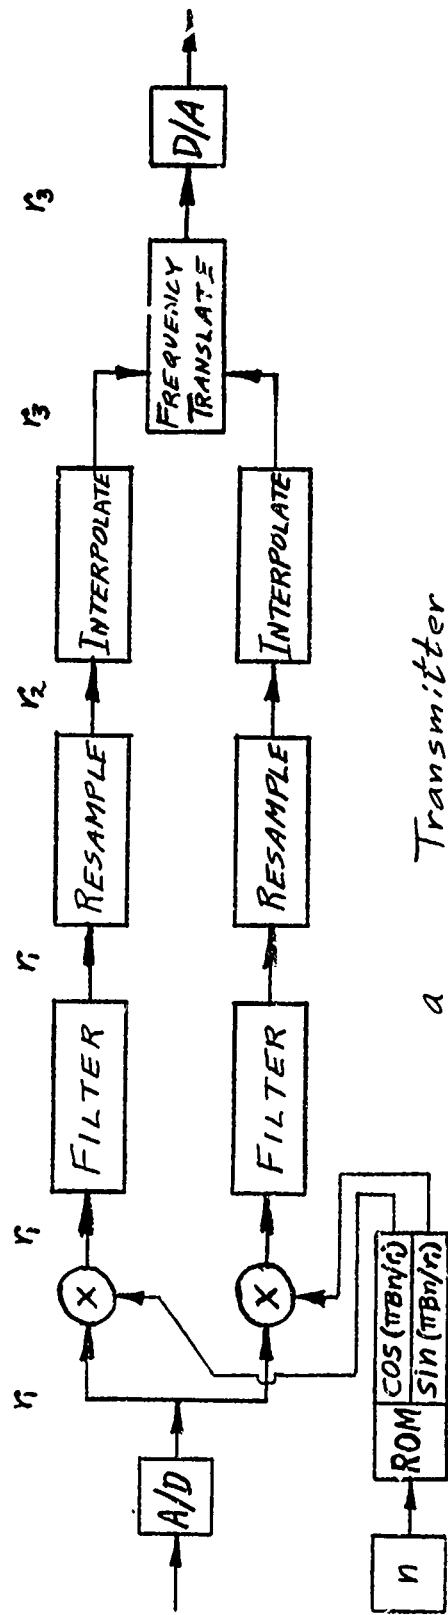 r₁ r₁ r₁ r₂ r₃ r₃
A/D
X
FILTER
RESAMPLE
INTERPOLATE
X
FILTER
RESAMPLE
INTERPOLATE
FREQUENCY
TRANSLATE
D/A
n
ROM
cos(πBn/r₁)
sin(πBn/r₁)
a Transmitter